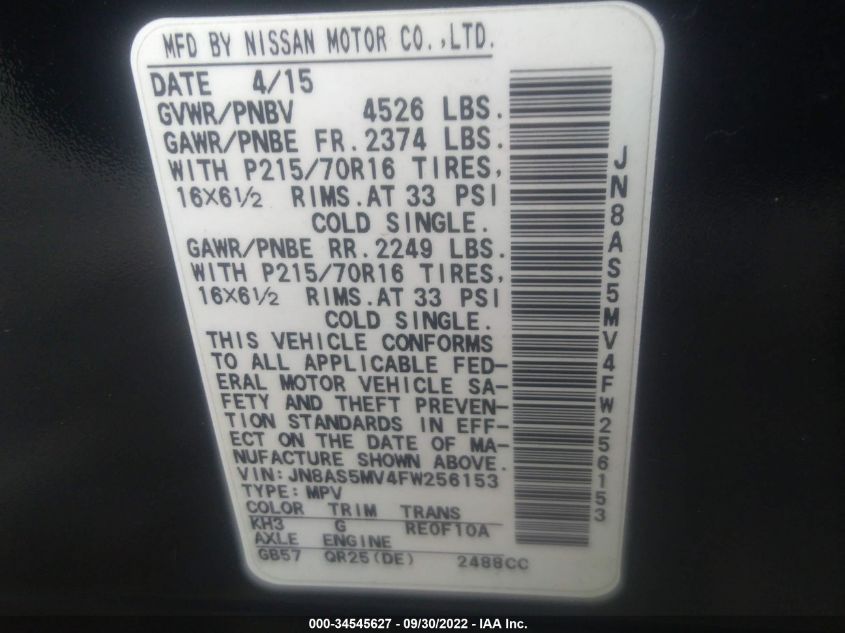 MFD BY NISSAN MOTOR CO.,LTD.
DATE 4/15
GVWR/PNBV 4526 LBS.
GAWR/PNBE FR.2374 LBS.
WITH P215/70R16 TIRES,
16X6½ RIMS.AT 33 PSI
COLD SINGLE.
GAWR/PNBE RR.2249 LBS.
WITH P215/70R16 TIRES,
16X6½ RIMS.AT 33 PSI
COLD SINGLE.
THIS VEHICLE CONFORMS
TO ALL APPLICABLE FED-
ERAL MOTOR VEHICLE SA-
FETY AND THEFT PREVEN-
TION STANDARDS IN EFF-
ECT ON THE DATE OF MA-
NUFACTURE SHOWN ABOVE.
VIN:JN8AS5MV4FW256153
TYPE:MPV
COLOR TRIM TRANS
KH3 G RE0F10A
AXLE ENGINE
GB57 QR25(DE) 2488CC
JN8AS5MV4FW256153
000-34545627 - 09/30/2022 - IAA Inc.